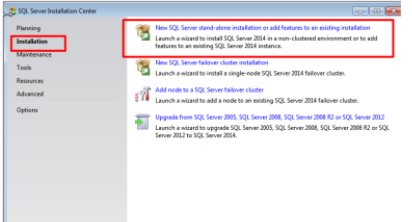 SQL Server Installation Center
Planning
Installation
Maintenance
Tools
Resources
Advanced
Options
New SQL Server stand-alone installation or add features to an existing installation
Launch a wizard to install SQL Server 2014 in a non-clustered environment or to add
features to an existing SQL Server 2014 instance.
New SQL Server failover cluster installation
Launch a wizard to install a single-node SQL Server 2014 failover cluster.
Add node to a SQL Server failover cluster
Launch a wizard to add a node to an existing SQL Server 2014 failover cluster.
Upgrade from SQL Server 2005, SQL Server 2008, SQL Server 2008 R2 or SQL Server 2012
Launch a wizard to upgrade SQL Server 2005, SQL Server 2008, SQL Server 2008 R2 or SQL
Server 2012 to SQL Server 2014.